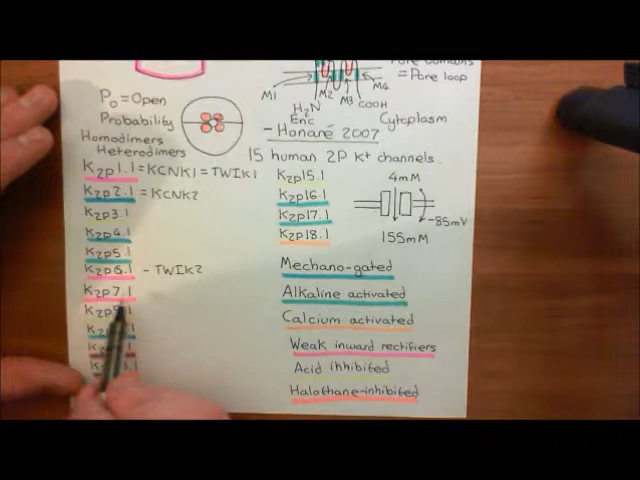 Pore domains
= Pore loop
M1
M2
M3
M4
H2N
COOH
Enc
Cytoplasm
Po = Open
Probability
- Honaré 2007
Homodimers
Heterodimers
15 human 2P K+ channels.
K2p1.1 = KCNK1 = TWIK1
K2p2.1 = KCNK2
K2p3.1
K2p4.1
K2p5.1
K2p6.1 - TWIK2
K2p7.1
K2p15.1
K2p16.1
K2p17.1
K2p18.1
4mM
-85mV
155mM
Mechano-gated
Alkaline activated
Calcium activated
Weak inward rectifiers
Acid inhibited
Halothane-inhibited